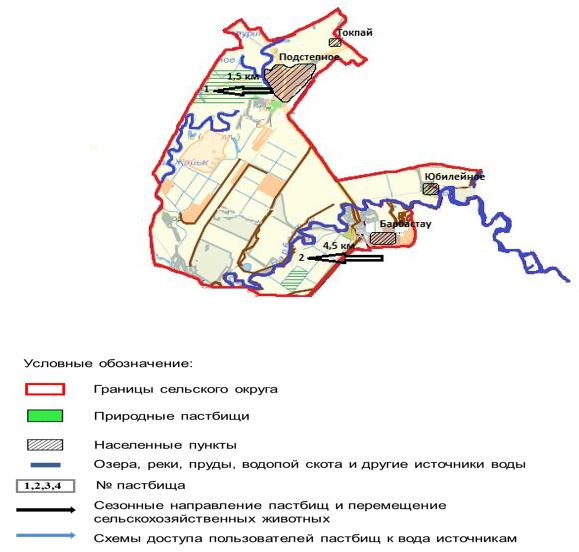 Токпай
Подстепное
1,5 км
1
Жайык
Юбилейное
Барбастау
4,5 км
2
Условные обозначение:
Границы сельского округа
Природные пастбищи
Населенные пункты
Озера, реки, пруды, водопой скота и другие источники воды
1,2,3,4 № пастбища
Сезонные направление пастбищ и перемещение
сельскохозяйственных животных
Схемы доступа пользователей пастбищ к вода источникам